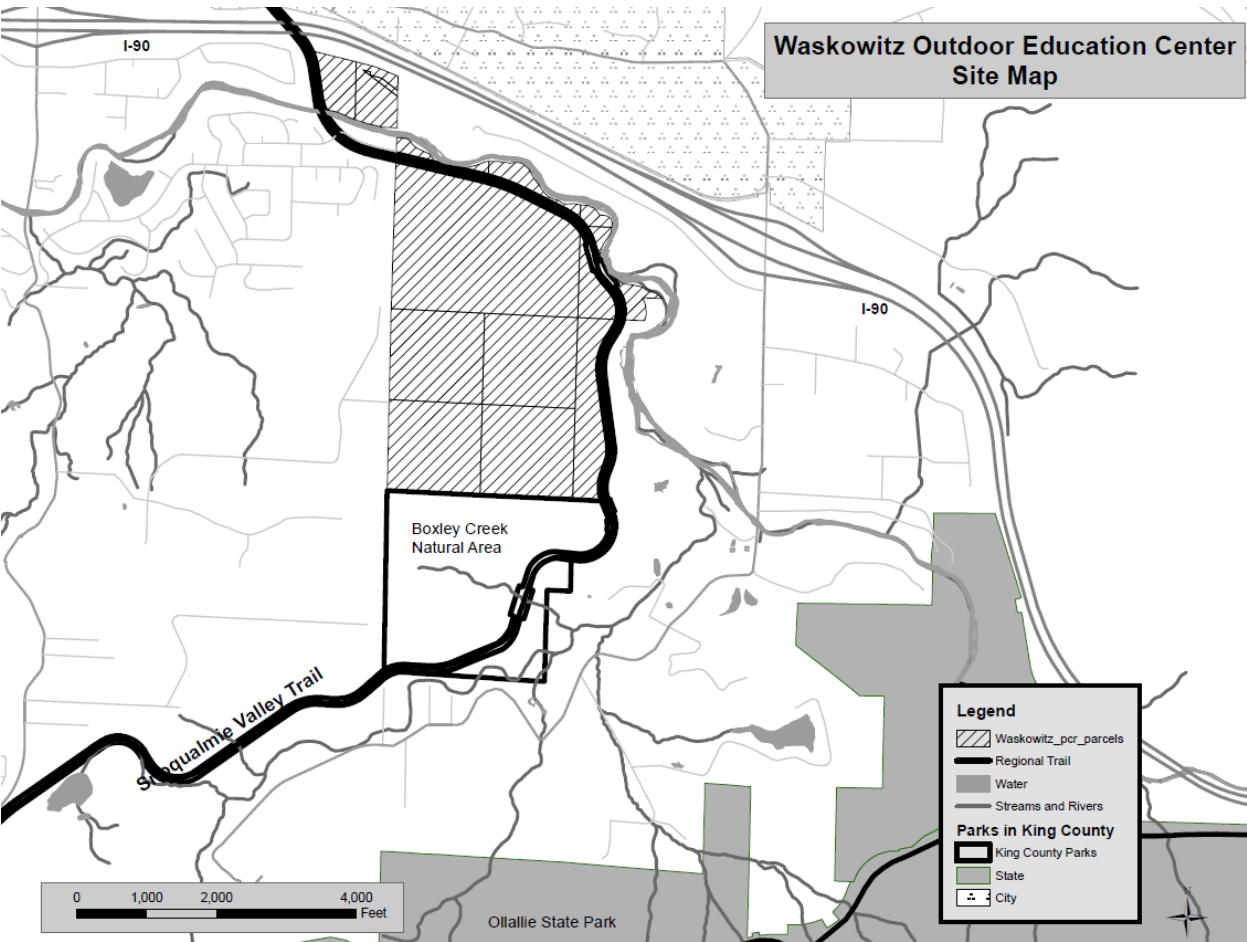 Waskowitz Outdoor Education Center
Site Map
I-90
I-90
Boxley Creek
Natural Area
Snoqualmie Valley Trail
Legend
Waskowitz_pcr_parcels
Regional Trail
Water
Streams and Rivers
Parks in King County
King County Parks
State
City
0 1,000 2,000 4,000
Feet
Ollallie State Park
N